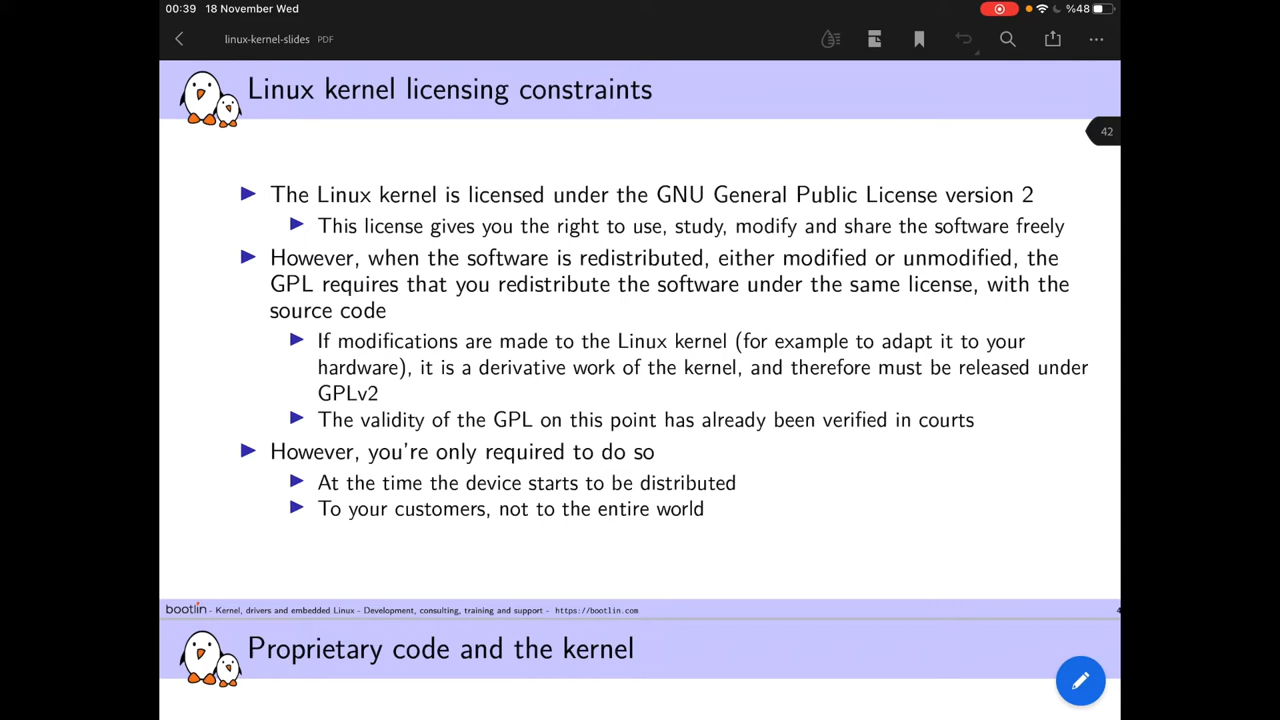 00:39 18 November Wed %48
linux-kernel-slides PDF
Linux kernel licensing constraints
42
The Linux kernel is licensed under the GNU General Public License version 2
This license gives you the right to use, study, modify and share the software freely
However, when the software is redistributed, either modified or unmodified, the
GPL requires that you redistribute the software under the same license, with the
source code
If modifications are made to the Linux kernel (for example to adapt it to your
hardware), it is a derivative work of the kernel, and therefore must be released under
GPLv2
The validity of the GPL on this point has already been verified in courts
However, you're only required to do so
At the time the device starts to be distributed
To your customers, not to the entire world
bootlin - Kernel, drivers and embedded Linux - Development, consulting, training and support - https://bootlin.com
Proprietary code and the kernel